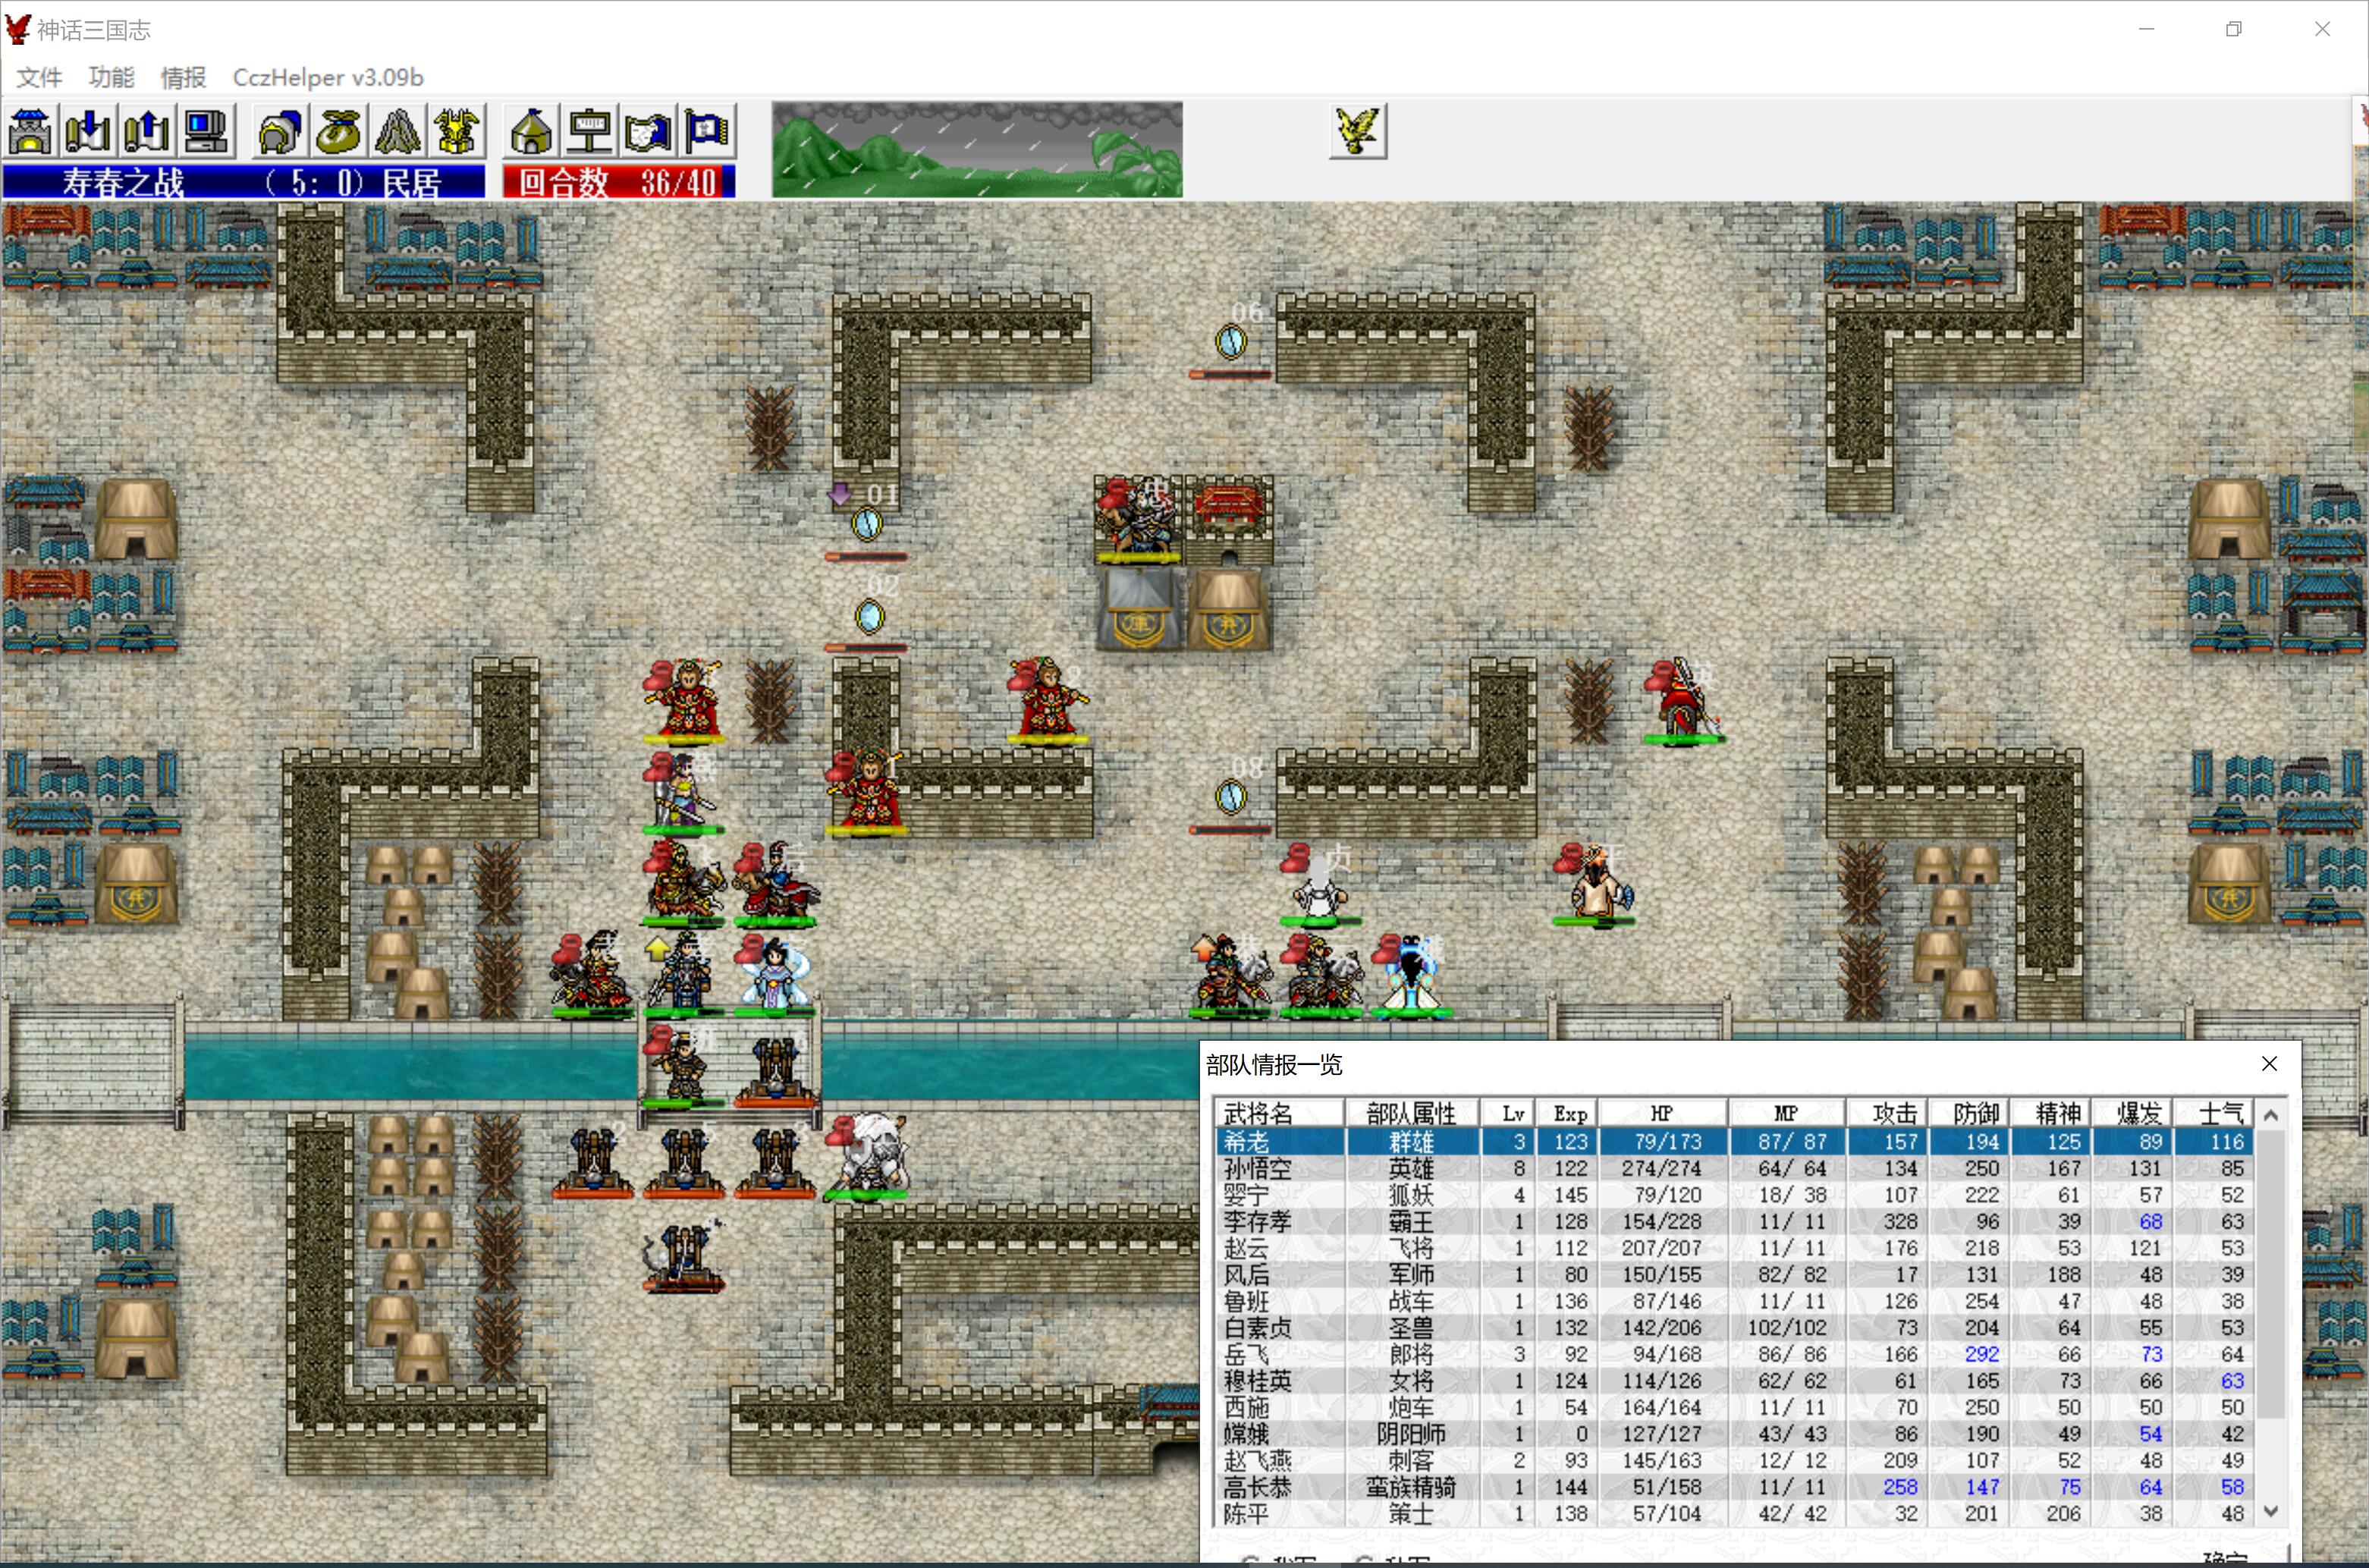 神话三国志
文件 功能 情报 CczHelper v3.09b
寿春之战 （ 5: 0）民居
回合数 36/40
06
01
02
08
贞
后
兵
兵
兵
部队情报一览
武将名 部队属性 Lv Exp HP MP 攻击 防御 精神 爆发 士气
希老 群雄 3 123 79/173 87/ 87 157 194 125 89 116
孙悟空 英雄 8 122 274/274 64/ 64 134 250 167 131 85
婴宁 狐妖 4 145 79/120 18/ 38 107 222 61 57 52
李存孝 霸王 1 128 154/228 11/ 11 328 96 39 68 63
赵云 飞将 1 112 207/207 11/ 11 176 218 53 121 53
风后 军师 1 80 150/155 82/ 82 17 131 188 48 39
鲁班 战车 1 136 87/146 11/ 11 126 254 47 48 38
白素贞 圣兽 1 132 142/206 102/102 73 204 64 55 53
岳飞 郎将 3 92 94/168 86/ 86 166 292 66 73 64
穆桂英 女将 1 124 114/126 62/ 62 61 165 73 66 63
西施 炮车 1 54 164/164 11/ 11 70 250 50 50 50
嫦娥 阴阳师 1 0 127/127 43/ 43 86 190 49 54 42
赵飞燕 刺客 2 93 145/163 12/ 12 209 107 52 48 49
高长恭 蛮族精骑 1 144 51/158 11/ 11 258 147 75 64 58
陈平 策士 1 138 57/104 42/ 42 32 201 206 38 48